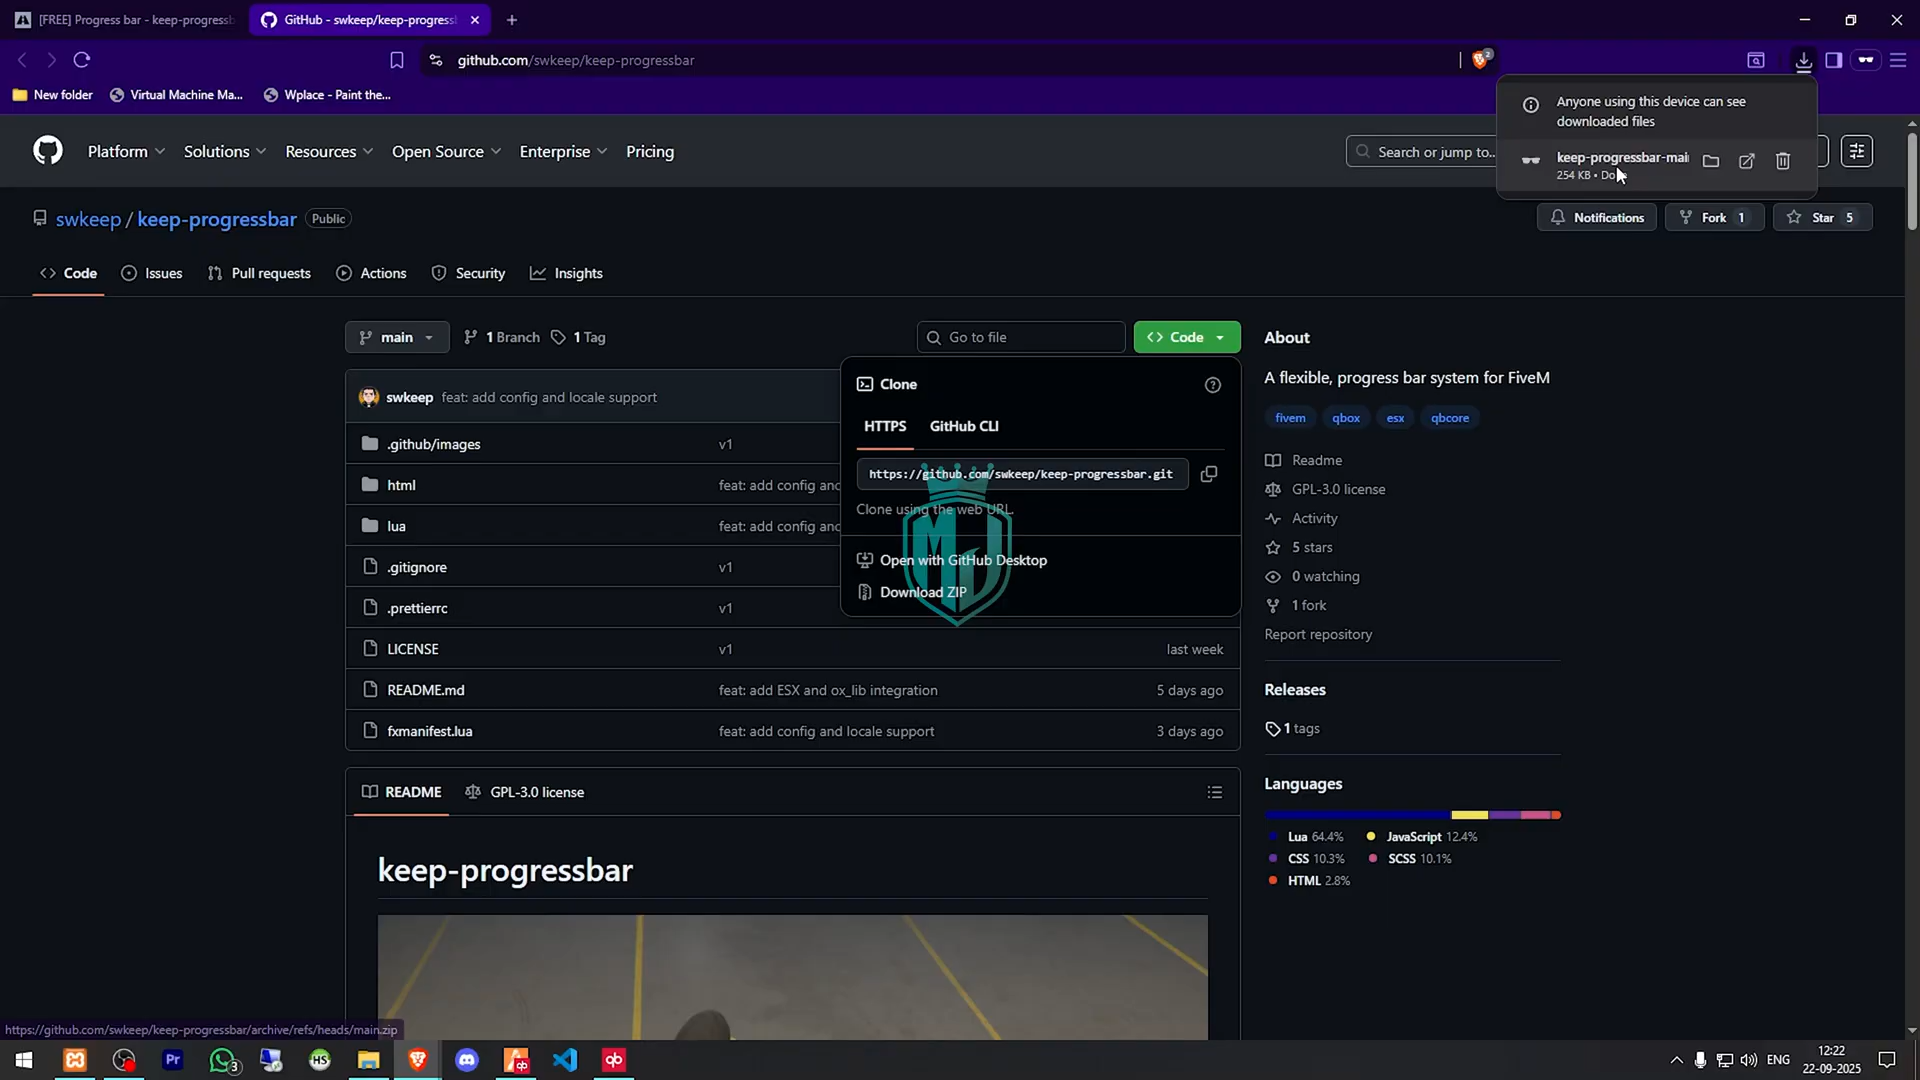 [FREE] Progress bar - keep-progressb
GitHub - swkeep/keep-progress
github.com/swkeep/keep-progressbar
2
New folder
Virtual Machine Ma...
Wplace - Paint the...
Anyone using this device can see
downloaded files
keep-progressbar-mai
254 KB • Do
Platform
Solutions
Resources
Open Source
Enterprise
Pricing
Search or jump to...
swkeep / keep-progressbar
Public
Notifications
Fork 1
Star 5
Code
Issues
Pull requests
Actions
Security
Insights
main
1 Branch
1 Tag
Go to file
Code
Clone
HTTPS
GitHub CLI
https://github.com/swkeep/keep-progressbar.git
Clone using the web URL.
Open with GitHub Desktop
Download ZIP
MJ
swkeep feat: add config and locale support
.github/images v1
html feat: add config and
lua feat: add config and
.gitignore v1
.prettierrc v1
LICENSE v1 last week
README.md feat: add ESX and ox_lib integration 5 days ago
fxmanifest.lua feat: add config and locale support 3 days ago
README
GPL-3.0 license
keep-progressbar
About
A flexible, progress bar system for FiveM
fivem qbox esx qbcore
Readme
GPL-3.0 license
Activity
5 stars
0 watching
1 fork
Report repository
Releases
1 tags
Languages
Lua 64.4% JavaScript 12.4%
CSS 10.3% SCSS 10.1%
HTML 2.8%
https://github.com/swkeep/keep-progressbar/archive/refs/heads/main.zip
Pr
3
HS
qb
qb
ENG
12:22
22-09-2025